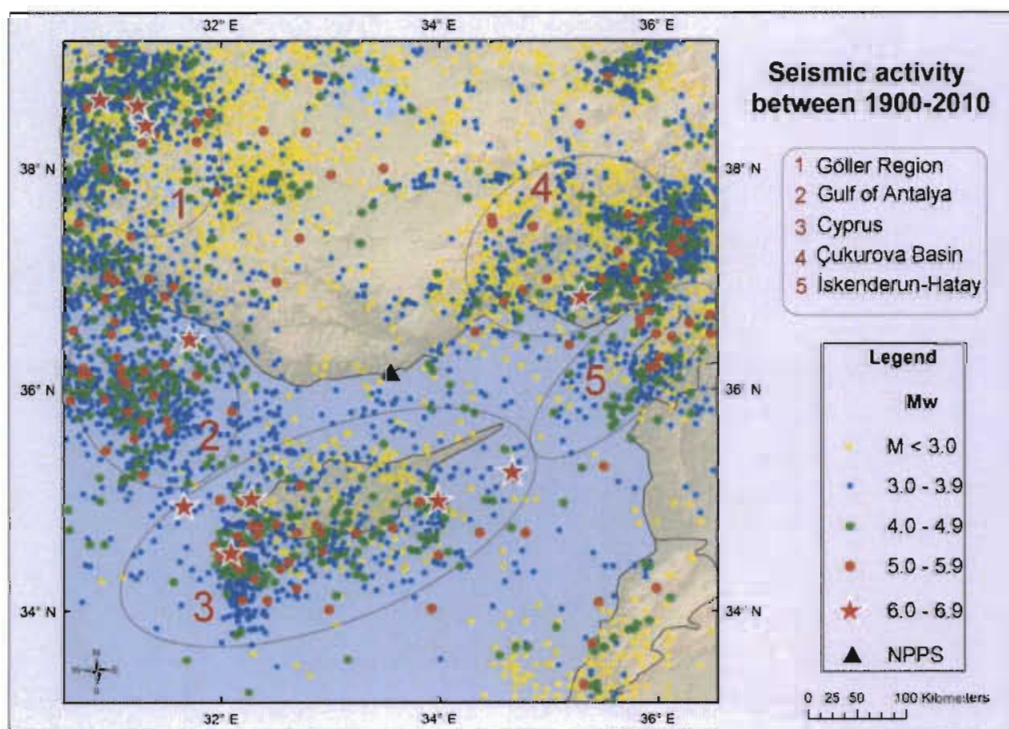 32° E 34° E 36° E
38° N 38° N
36° N 36° N
34° N 34° N
32° E 34° E 36° E
1
2
3
4
5
N
W E
S
Seismic activity
between 1900-2010
1 Göller Region
2 Gulf of Antalya
3 Cyprus
4 Çukurova Basin
5 İskenderun-Hatay
Legend
Mw
M < 3.0
3.0 - 3.9
4.0 - 4.9
5.0 - 5.9
6.0 - 6.9
NPPS
0 25 50 100 Kilometers